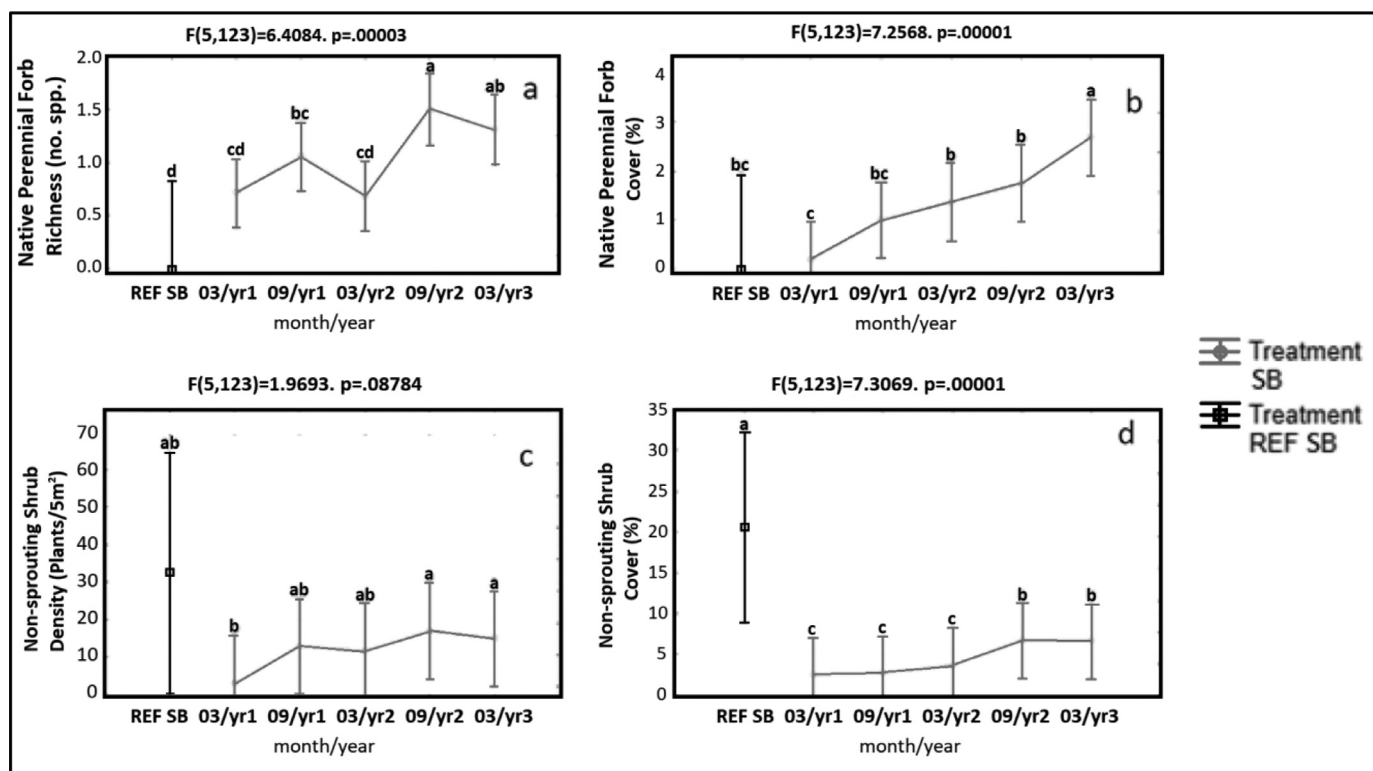 F(5,123)=6.4084. p=.00003
Native Perennial Forb
Richness (no. spp.)
2.0
1.5
1.0
0.5
0.0
d
cd
bc
cd
a
ab
a
REF SB 03/yr1 09/yr1 03/yr2 09/yr2 03/yr3
month/year
F(5,123)=7.2568. p=.00001
Native Perennial Forb
Cover (%)
4
3
2
1
0
bc
c
bc
b
b
a
b
REF SB 03/yr1 09/yr1 03/yr2 09/yr2 03/yr3
month/year
F(5,123)=1.9693. p=.08784
Non-sprouting Shrub
Density (Plants/5m²)
70
60
50
40
30
20
10
0
ab
b
ab
ab
a
a
c
REF SB 03/yr1 09/yr1 03/yr2 09/yr2 03/yr3
month/year
F(5,123)=7.3069. p=.00001
Non-sprouting Shrub
Cover (%)
35
30
25
20
15
10
5
0
a
c
c
c
b
b
d
REF SB 03/yr1 09/yr1 03/yr2 09/yr2 03/yr3
month/year
Treatment
SB
Treatment
REF SB